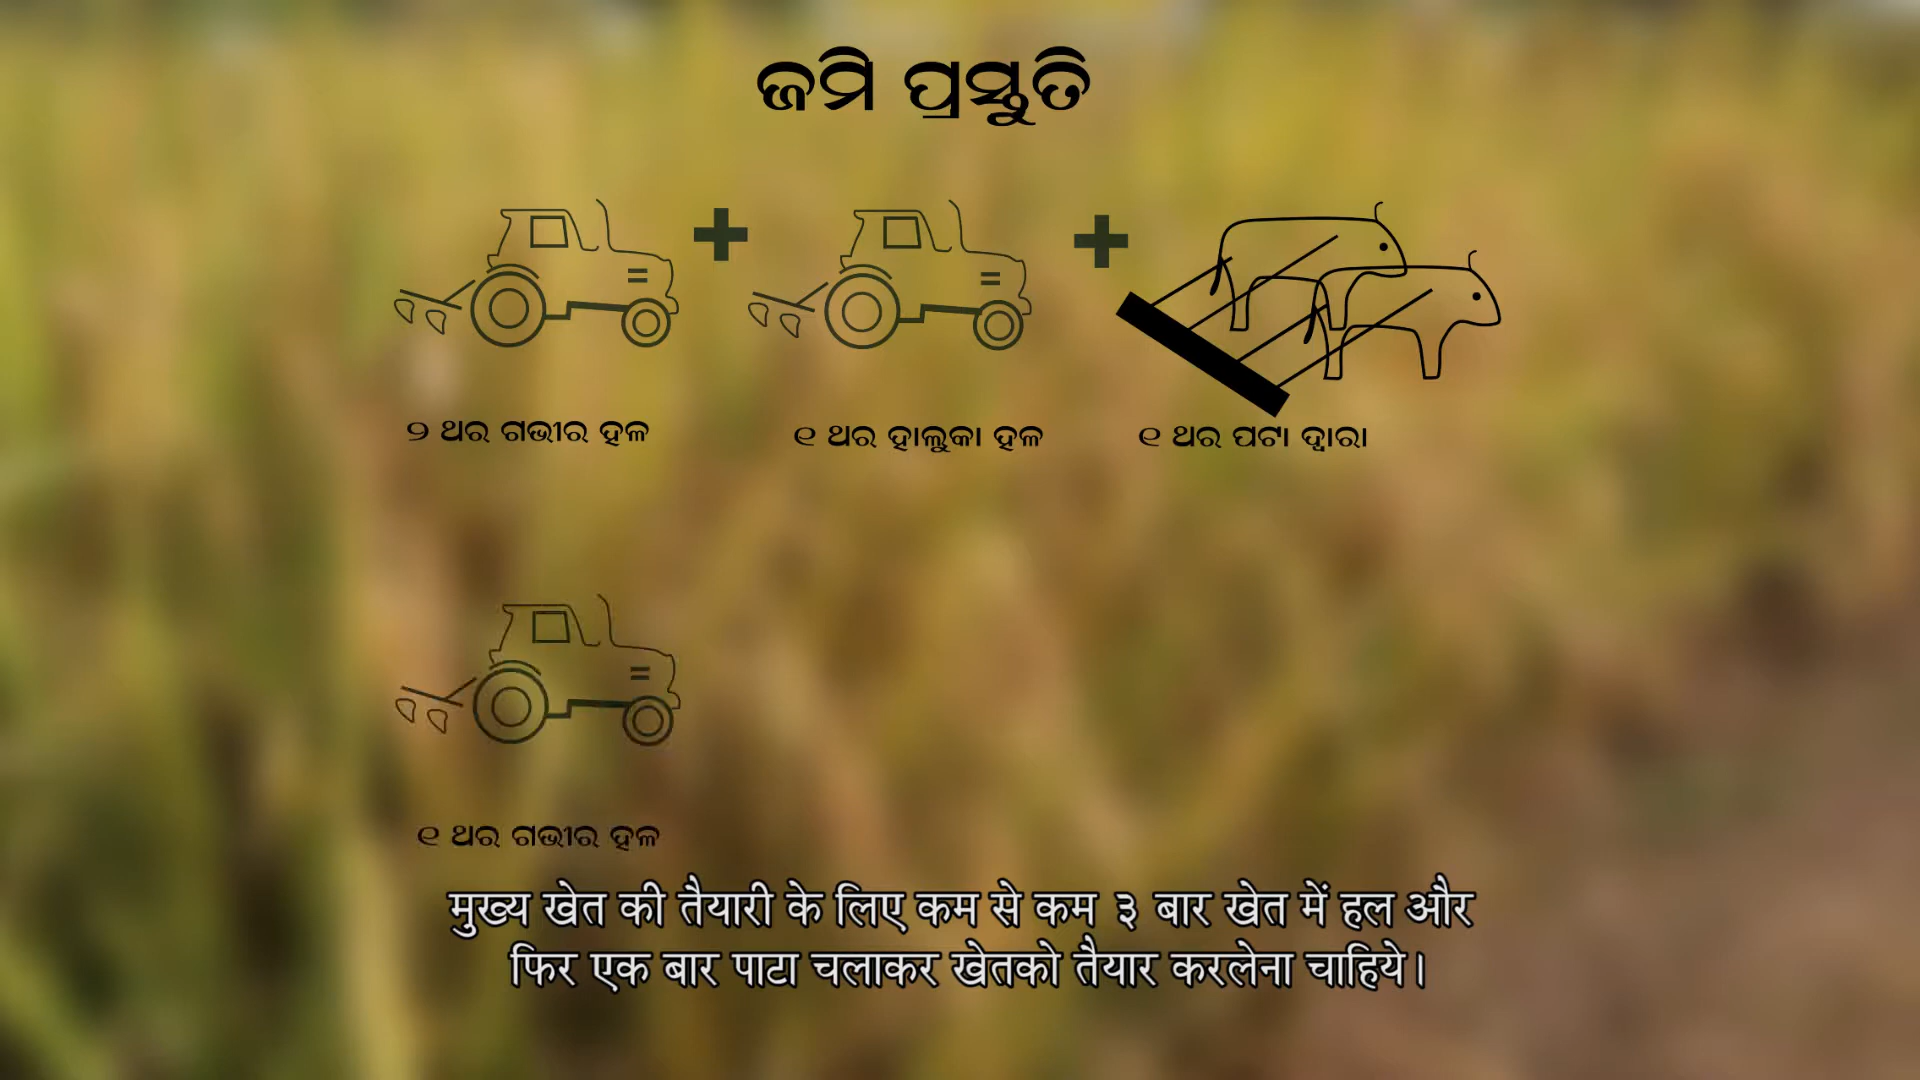 ଜମି ପ୍ରସ୍ତୁତି
୨ ଥର ଗଭୀର ହଳ
୧ ଥର ହାଲୁକା ହଳ
୧ ଥର ପଟା ଦ୍ଵାରା
୧ ଥର ଗଭୀର ହଳ
मुख्य खेत की तैयारी के लिए कम से कम ३ बार खेत में हल और
फिर एक बार पाटा चलाकर खेतको तैयार करलेना चाहिये।